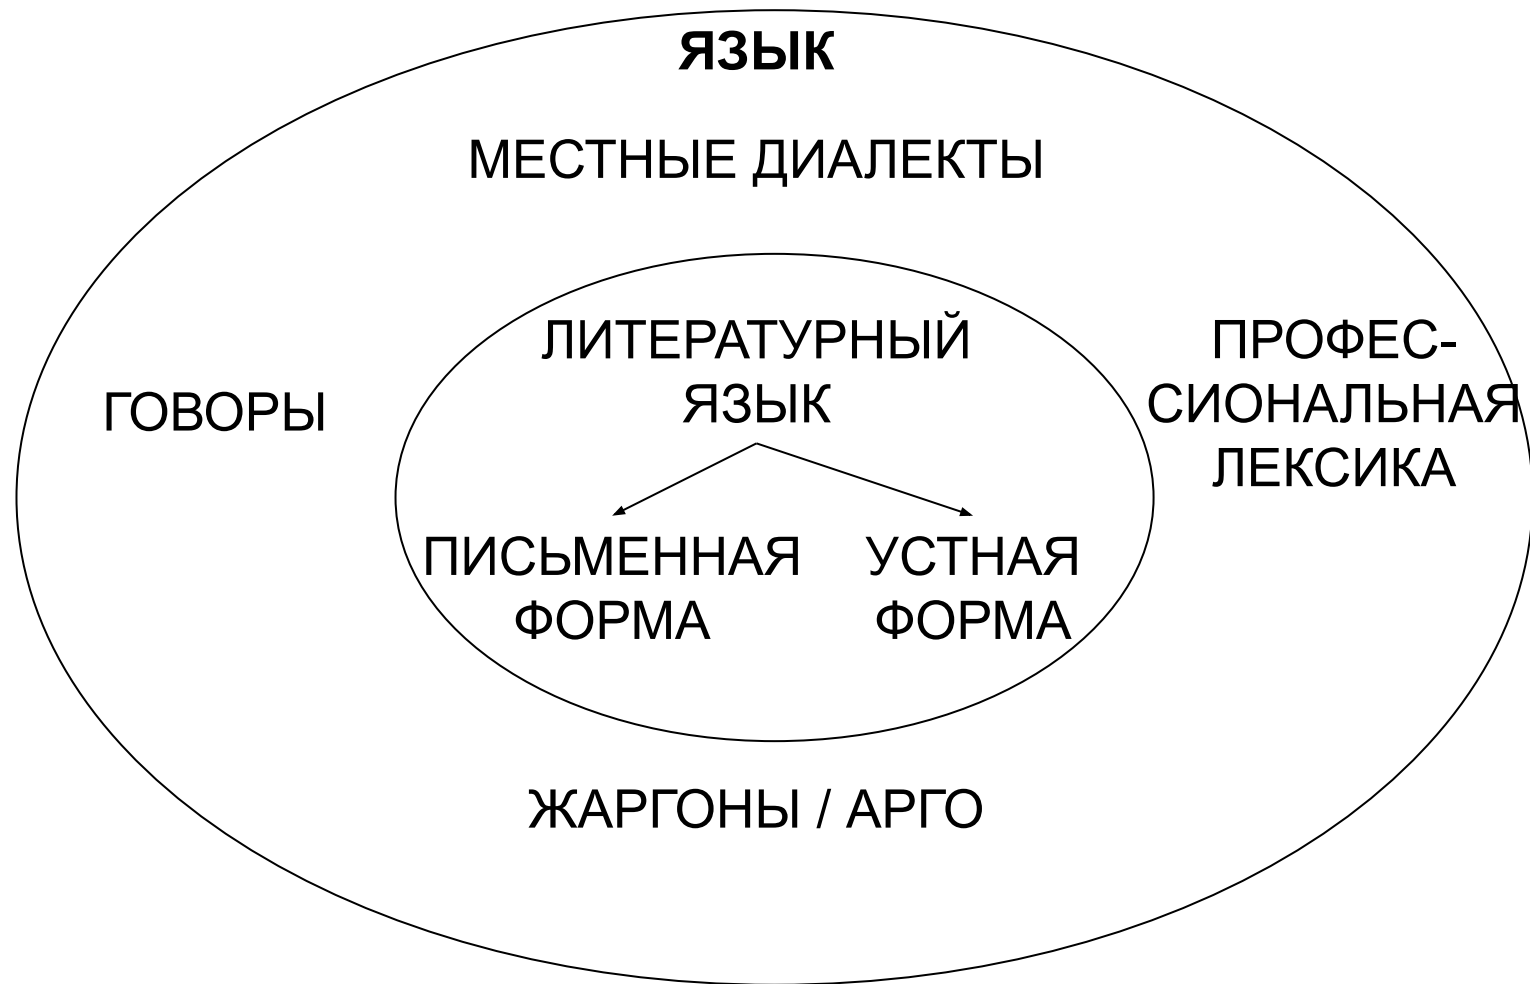 ЯЗЫК
МЕСТНЫЕ ДИАЛЕКТЫ
ЛИТЕРАТУРНЫЙ
ЯЗЫК
ГОВОРЫ
ПРОФЕС-
СИОНАЛЬНАЯ
ЛЕКСИКА
ПИСЬМЕННАЯ
ФОРМА
УСТНАЯ
ФОРМА
ЖАРГОНЫ / АРГО